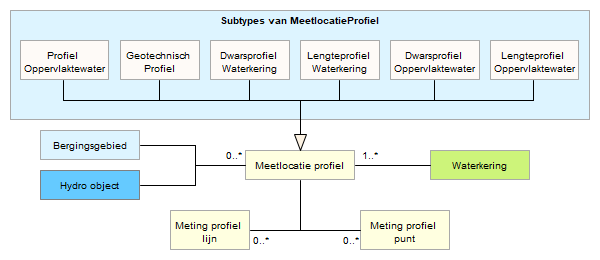 Subtypes van MeetlocatieProfiel
Profiel
Oppervlaktewater
Geotechnisch
Profiel
Dwarsprofiel
Waterkering
Lengteprofiel
Waterkering
Dwarsprofiel
Oppervlaktewater
Lengteprofiel
Oppervlaktewater
Bergingsgebied
Hydro object
0..*
Meetlocatie profiel
1..*
Waterkering
Meting profiel
lijn
0..*
0..*
Meting profiel
punt